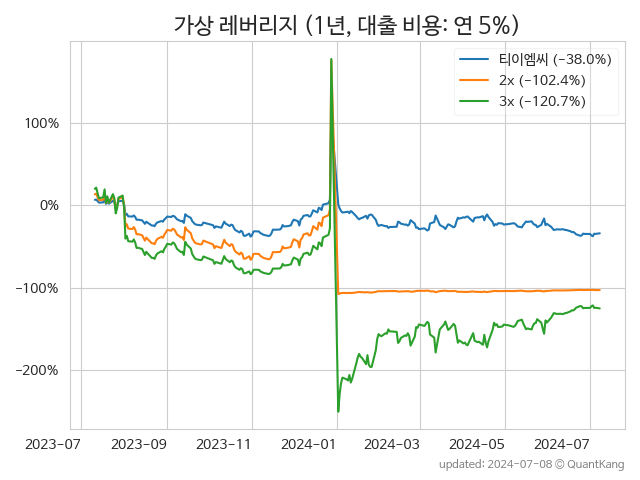 가상 레버리지 (1년, 대출 비용: 연 5%)
티이엠씨 (-38.0%)
2x (-102.4%)
3x (-120.7%)
100%
0%
-100%
-200%
2023-07 2023-09 2023-11 2024-01 2024-03 2024-05 2024-07
updated: 2024-07-08 © QuantKang